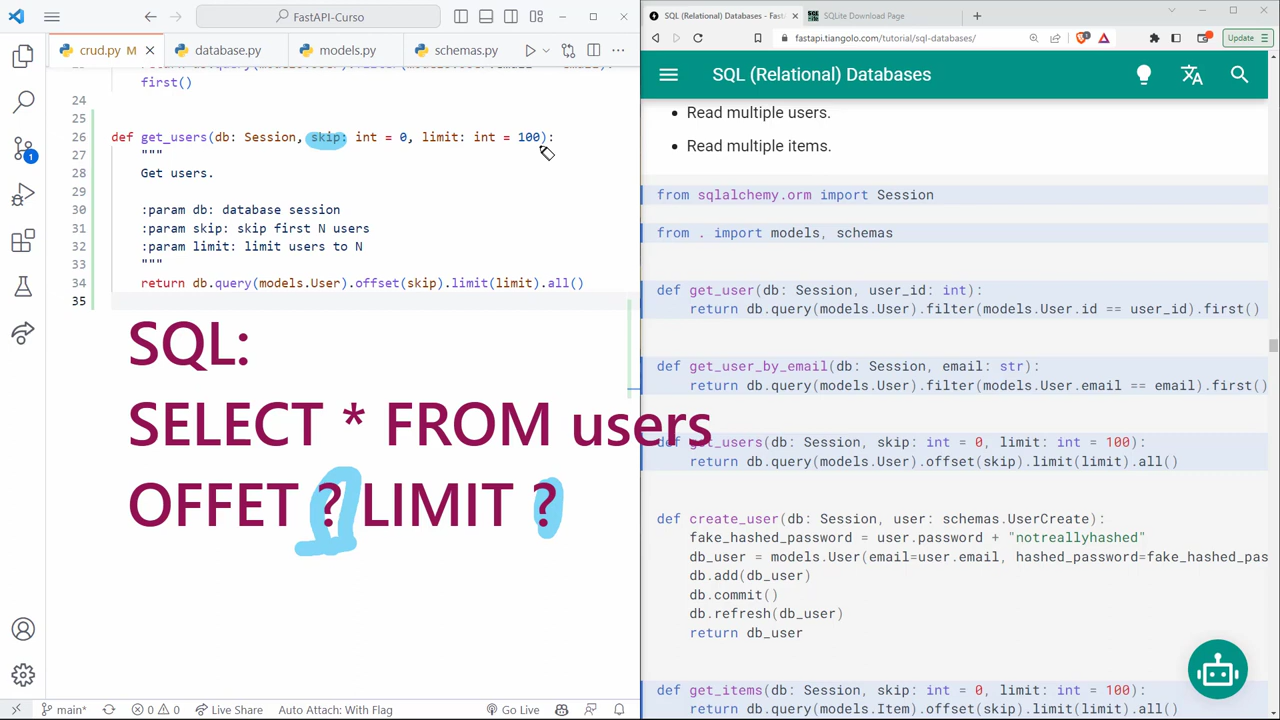 FastAPI-Curso
crud.py M
database.py
models.py
schemas.py
first()
24
25
26 def get_users(db: Session, skip: int = 0, limit: int = 100):
27 """
28 Get users.
29
30 :param db: database session
31 :param skip: skip first N users
32 :param limit: limit users to N
33 """
34 return db.query(models.User).offset(skip).limit(limit).all()
35
SQL:
SELECT * FROM users
OFFET ? LIMIT ?
1
main*
0 0
Live Share
Auto Attach: With Flag
Go Live
SQL (Relational) Databases - Fast
SQLite Download Page
fastapi.tiangolo.com/tutorial/sql-databases/
Update
SQL (Relational) Databases
Read multiple users.
Read multiple items.
from sqlalchemy.orm import Session
from . import models, schemas
def get_user(db: Session, user_id: int):
return db.query(models.User).filter(models.User.id == user_id).first()
def get_user_by_email(db: Session, email: str):
return db.query(models.User).filter(models.User.email == email).first()
def get_users(db: Session, skip: int = 0, limit: int = 100):
return db.query(models.User).offset(skip).limit(limit).all()
def create_user(db: Session, user: schemas.UserCreate):
fake_hashed_password = user.password + "notreallyhashed"
db_user = models.User(email=user.email, hashed_password=fake_hashed_pas
db.add(db_user)
db.commit()
db.refresh(db_user)
return db_user
def get_items(db: Session, skip: int = 0, limit: int = 100):
return db.query(models.Item).offset(skip).limit(limit).all()